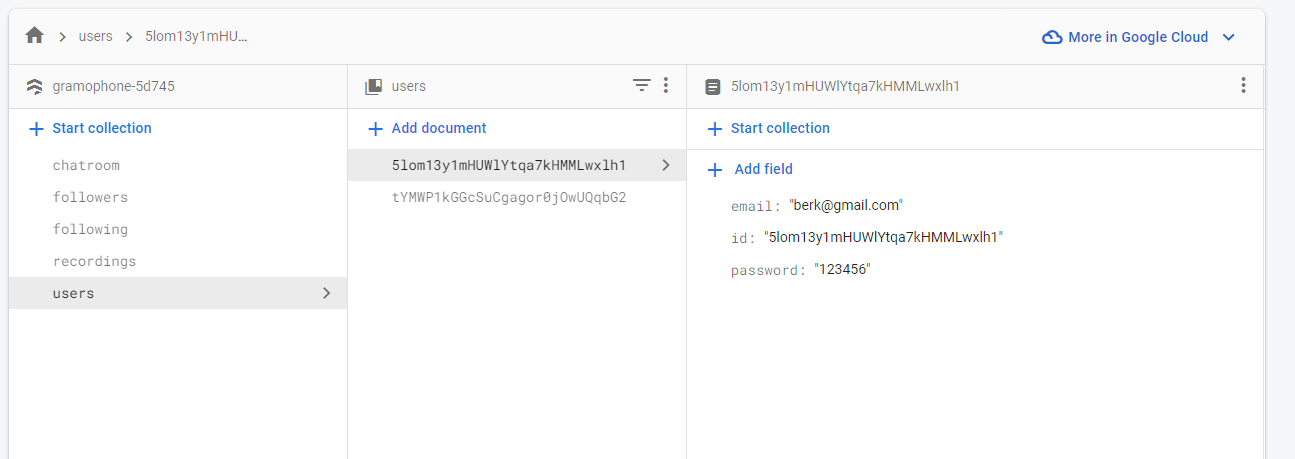 users 5lom13y1mHU... More in Google Cloud
gramophone-5d745
Start collection
chatroom
followers
following
recordings
users
users
Add document
5lom13y1mHUWlYtqa7kHMMLwxlh1
tYMWP1kGGcSuCgagor0jOwUQqbG2
5lom13y1mHUWlYtqa7kHMMLwxlh1
Start collection
Add field
email: "berk@gmail.com"
id: "5lom13y1mHUWlYtqa7kHMMLwxlh1"
password: "123456"